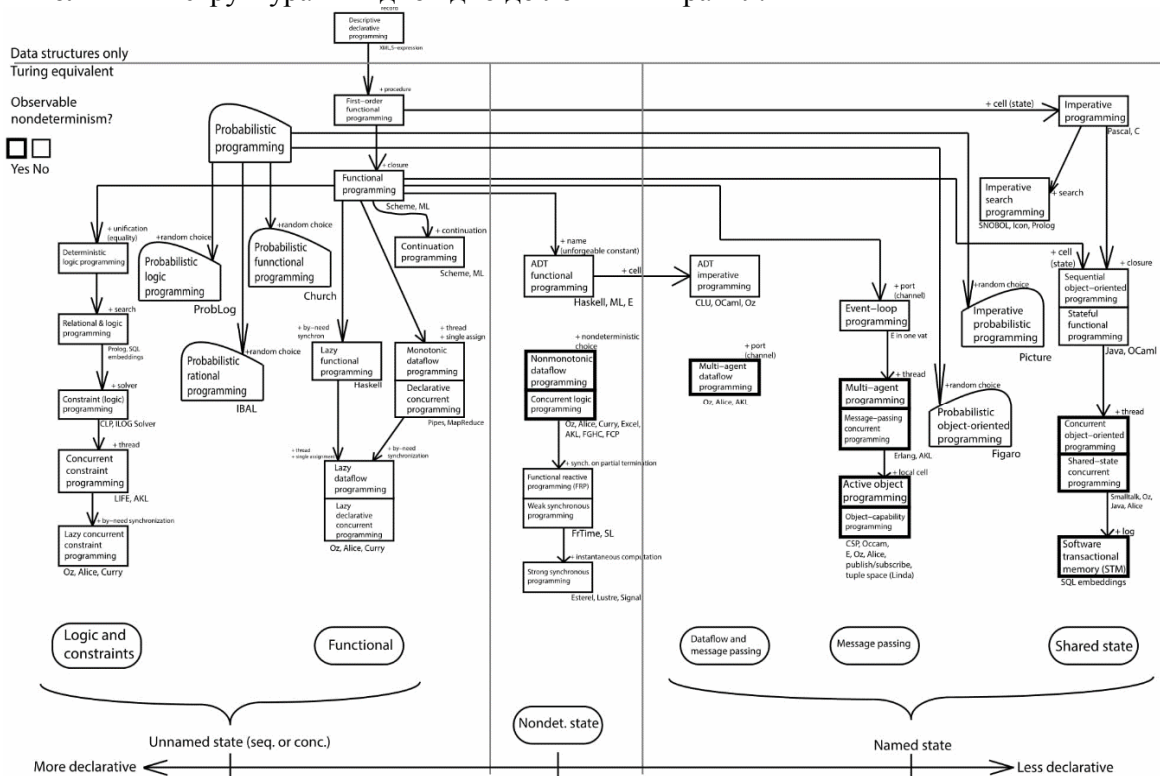 record
Descriptive
declarative
programming
XML, S-expression
Data structures only
Turing equivalent
+ procedure
First-order
functional
programming
+ cell (state)
Imperative
programming
Pascal, C
Observable
nondeterminism?
Yes No
Probabilistic
programming
+ closure
Functional
programming
Scheme, ML
+ search
Imperative
search
programming
SNOBOL, Icon, Prolog
+ unification
(equality)
Deterministic
logic programming
+random choice
Probabilistic
logic
programming
ProbLog
+random choice
Probabilistic
funnctional
programming
Church
+ continuation
Continuation
programming
Scheme, ML
+ name
(unforgeable constant)
ADT
functional
programming
Haskell, ML, E
+ cell
ADT
imperative
programming
CLU, OCaml, Oz
+ port
(channel)
Event-loop
programming
E in one vat
+random choice
Imperative
probabilistic
programming
Picture
+ cell
(state)
+ closure
Sequential
object-oriented
programming
Stateful
functional
programming
Java, OCaml
+ search
Relational & logic
programming
Prolog, SQL
embeddings
+random choice
Probabilistic
rational
programming
IBAL
+ by-need
synchron
Lazy
functional
programming
Haskell
+ thread
+ single assign
Monotonic
dataflow
programming
Declarative
concurrent
programming
Pipes, MapReduce
+ nondeterministic
choice
Nonmonotonic
dataflow
programming
Concurrent logic
programming
Oz, Alice, Curry, Excel,
AKL, FGHC, FCP
+ port
(channel)
Multi-agent
dataflow
programming
Oz, Alice, AKL
+ thread
Multi-agent
programming
Message-passing
concurrent
programming
Erlang, AKL
+random choice
Probabilistic
object-oriented
programming
Figaro
+ thread
Concurrent
object-oriented
programming
Shared-state
concurrent
programming
Smalltalk, Oz,
Java, Alice
+ solver
Constraint (logic)
programming
CLP, ILOG Solver
+ thread
Concurrent
constraint
programming
LIFE, AKL
+ by-need synchronization
Lazy concurrent
constraint
programming
Oz, Alice, Curry
+ thread
+ single assignment
+ by-need
synchronization
Lazy
dataflow
programming
Lazy
declarative
concurrent
programming
Oz, Alice, Curry
+ synch. on partial termination
Functional reactive
programming (FRP)
Weak synchronous
programming
FrTime, SL
+ instantaneous computation
Strong synchronous
programming
Esterel, Lustre, Signal
+ local cell
Active object
programming
Object-capability
programming
CSP, Occam,
E, Oz, Alice,
publish/subscribe,
tuple space (Linda)
+ log
Software
transactional
memory (STM)
SQL embeddings
Logic and
constraints
Functional
Dataflow and
message passing
Message passing
Shared state
Unnamed state (seq. or conc.)
Nondet. state
Named state
More declarative
Less declarative